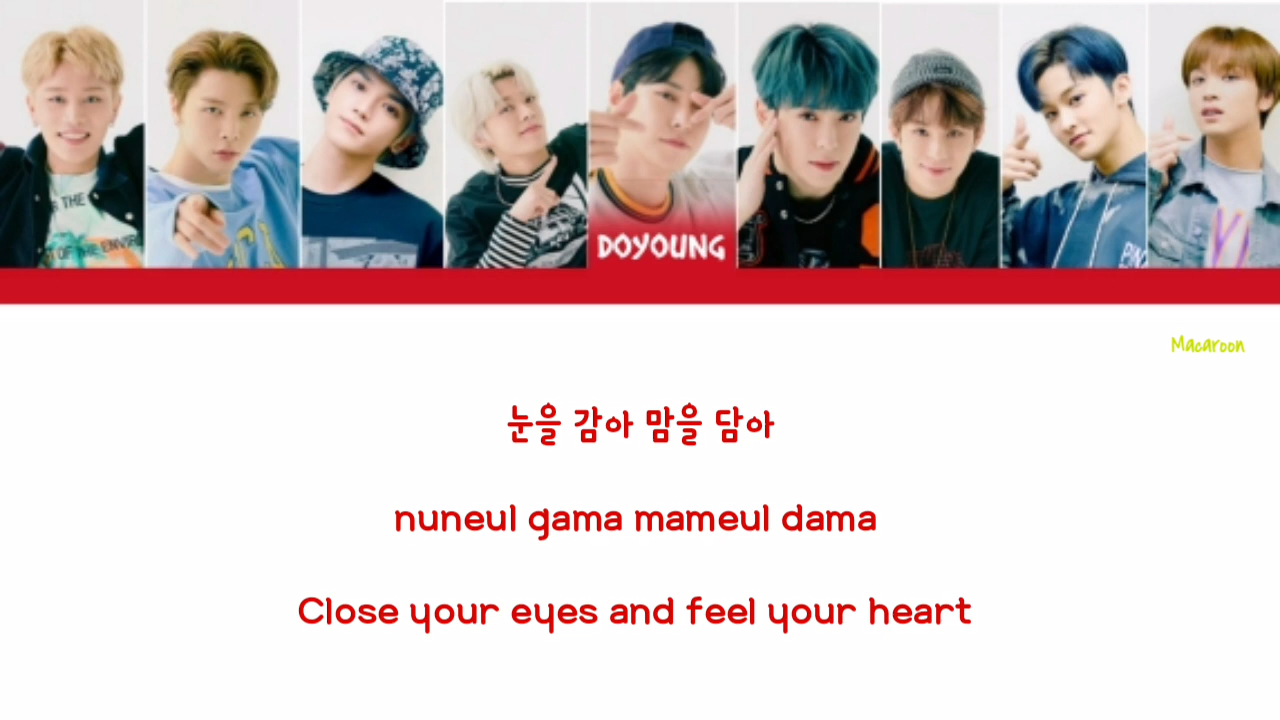 DOYOUNG
Macaroon
눈을 감아 맘을 담아
nuneul gama mameul dama
Close your eyes and feel your heart